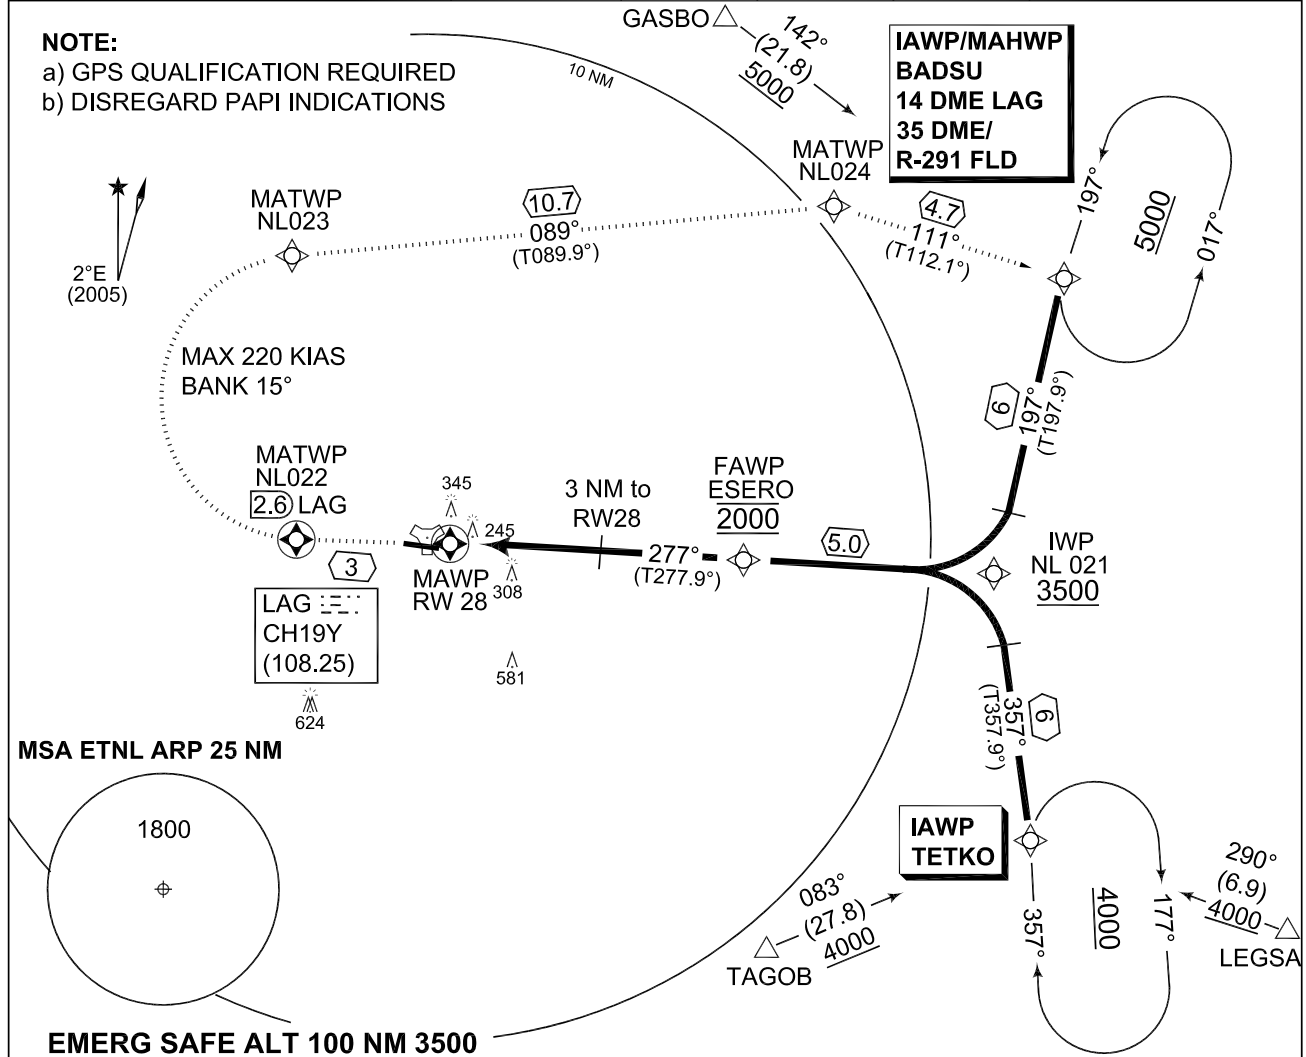 NOTE:
a) GPS QUALIFICATION REQUIRED
b) DISREGARD PAPI INDICATIONS
10 NM
GASBO
142°
(21.8)
5000
IAWP/MAHWP
BADSU
14 DME LAG
35 DME/
R-291 FLD
MATWP
NL024
MATWP
NL023
10.7
089°
(T089.9°)
4.7
111°
(T112.1°)
197°
5000
017°
2°E
(2005)
MAX 220 KIAS
BANK 15°
9
197°
(T197.9°)
MATWP
NL022
2.6 LAG
345
245
3 NM to
RW28
FAWP
ESERO
2000
5.0
IWP
NL 021
3500
277°
(T277.9°)
3
MAWP
RW 28
308
LAG
CH19Y
(108.25)
581
624
6
357°
(T357.9°)
MSA ETNL ARP 25 NM
1800
IAWP
TETKO
357°
4000
177°
290°
(6.9)
4000
LEGSA
083°
(27.8)
4000
TAGOB
EMERG SAFE ALT 100 NM 3500